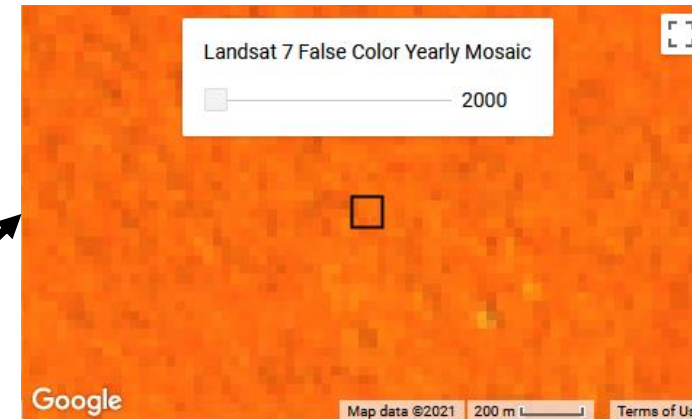 Landsat 7 False Color Yearly Mosaic
2000
Google
Map data ©2021 200 m Terms of Us